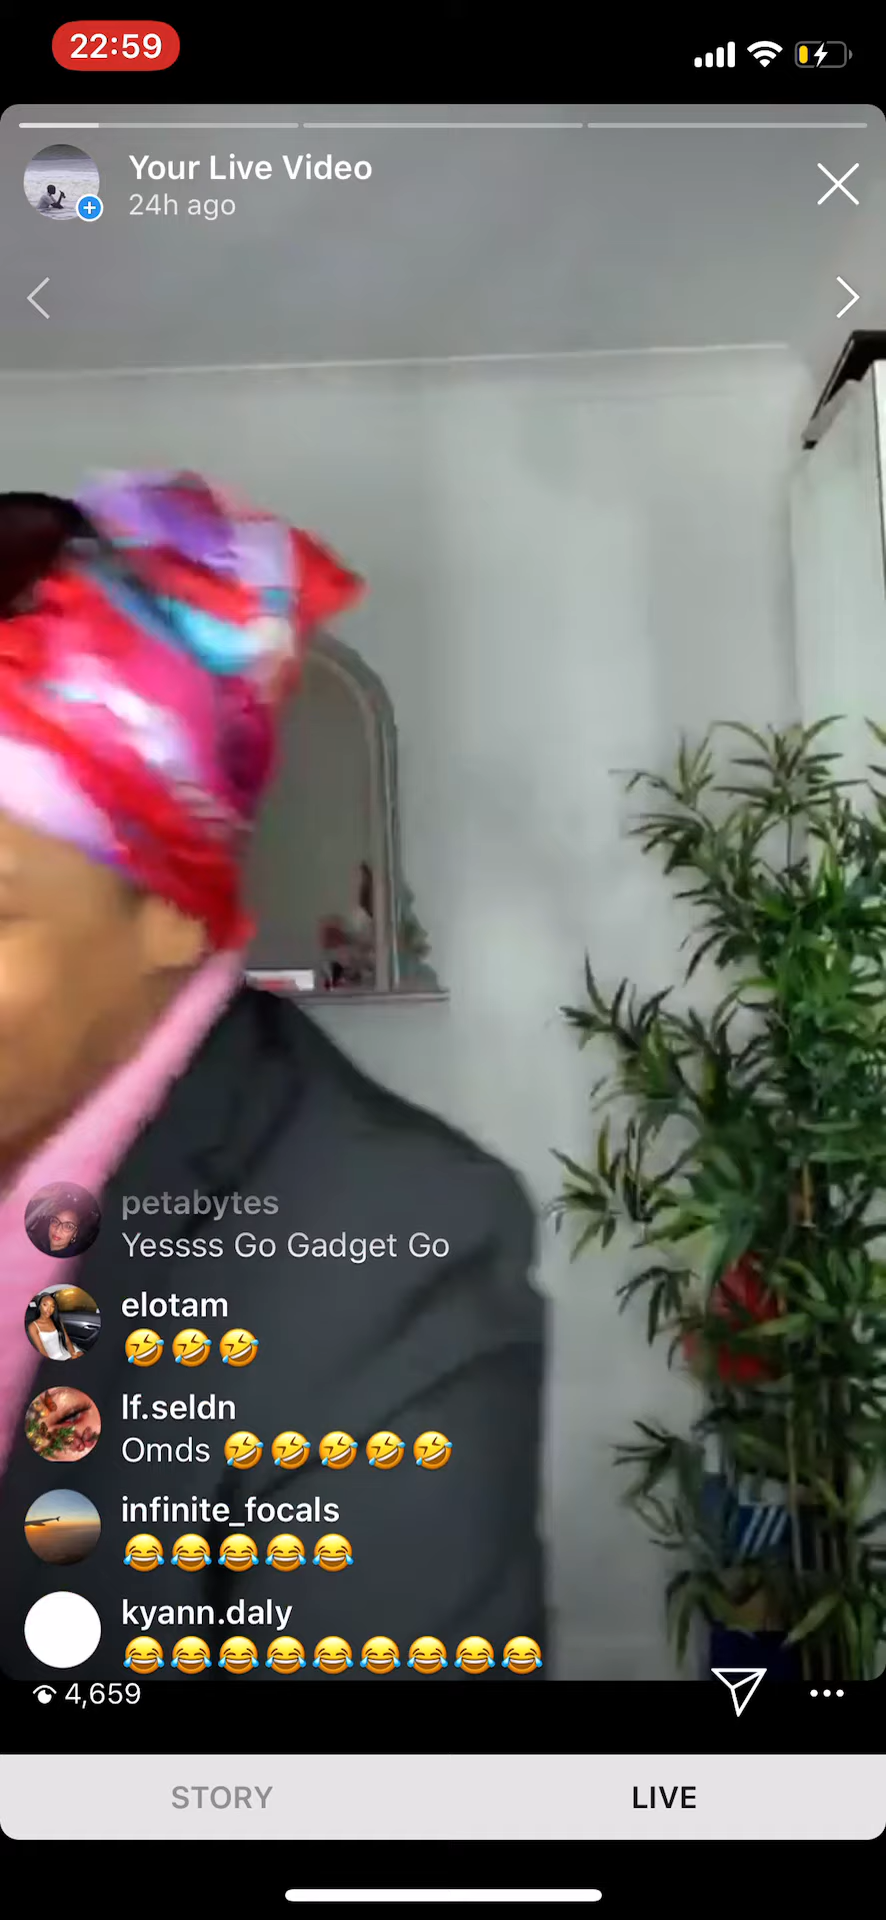 22:59
Your Live Video
24h ago
petabytes
Yessss Go Gadget Go
elotam
🤣🤣🤣
lf.seldn
Omds 🤣🤣🤣🤣🤣
infinite_focals
😂😂😂😂😂
kyann.daly
😂😂😂😂😂😂😂😂😂
4,659
STORY
LIVE